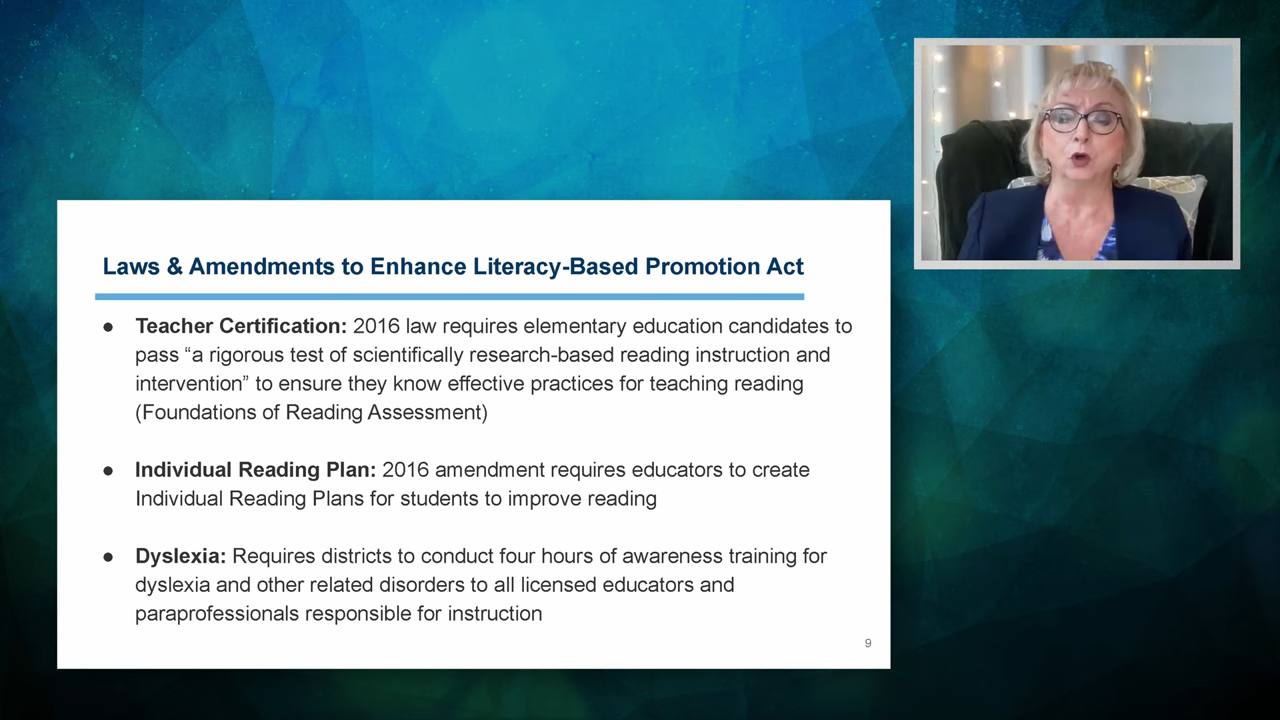 Laws & Amendments to Enhance Literacy-Based Promotion Act
● Teacher Certification: 2016 law requires elementary education candidates to
pass “a rigorous test of scientifically research-based reading instruction and
intervention” to ensure they know effective practices for teaching reading
(Foundations of Reading Assessment)
● Individual Reading Plan: 2016 amendment requires educators to create
Individual Reading Plans for students to improve reading
● Dyslexia: Requires districts to conduct four hours of awareness training for
dyslexia and other related disorders to all licensed educators and
paraprofessionals responsible for instruction
9